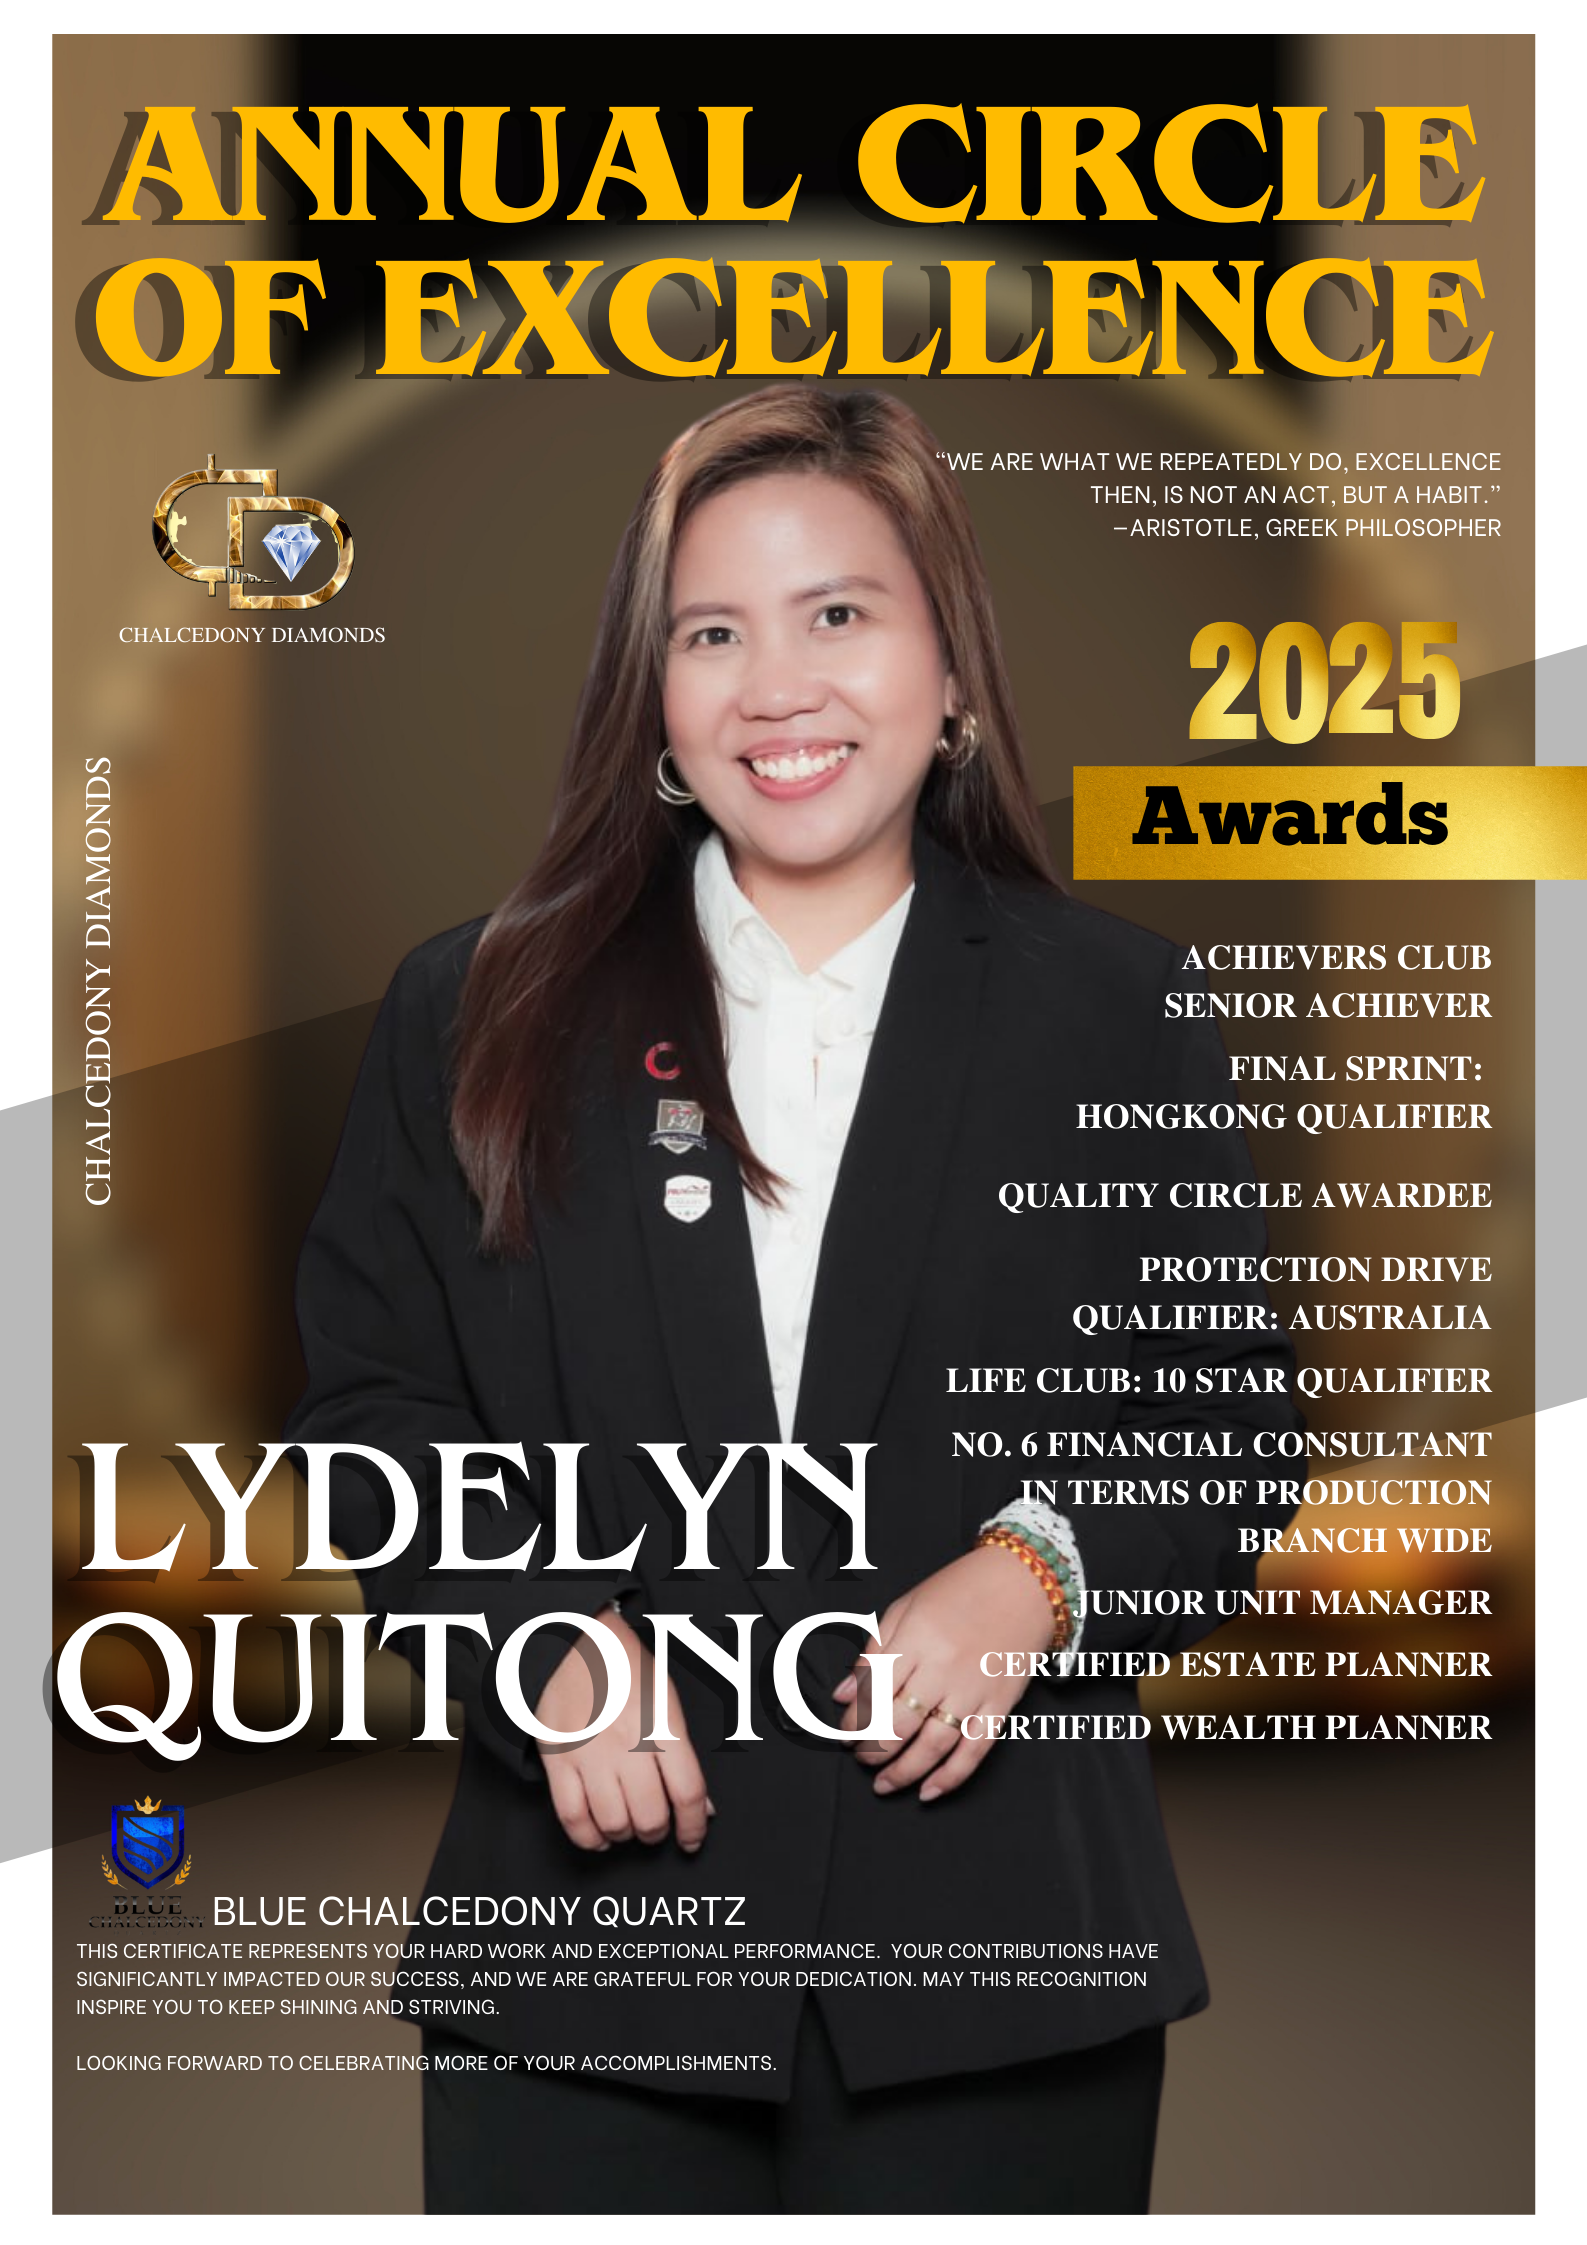 ANNUAL CIRCLE
OF EXCELLENCE
“WE ARE WHAT WE REPEATEDLY DO, EXCELLENCE
THEN, IS NOT AN ACT, BUT A HABIT.”
–ARISTOTLE, GREEK PHILOSOPHER
CHALCEDONY DIAMONDS
2025
Awards
CHALCEDONY DIAMONDS
ACHIEVERS CLUB
SENIOR ACHIEVER
FINAL SPRINT:
HONGKONG QUALIFIER
QUALITY CIRCLE AWARDEE
PROTECTION DRIVE
QUALIFIER: AUSTRALIA
LIFE CLUB: 10 STAR QUALIFIER
NO. 6 FINANCIAL CONSULTANT
IN TERMS OF PRODUCTION
BRANCH WIDE
JUNIOR UNIT MANAGER
CERTIFIED ESTATE PLANNER
CERTIFIED WEALTH PLANNER
LYDELYN
QUITONG
BLUE
CHALCEDONY
BLUE CHALCEDONY QUARTZ
THIS CERTIFICATE REPRESENTS YOUR HARD WORK AND EXCEPTIONAL PERFORMANCE. YOUR CONTRIBUTIONS HAVE
SIGNIFICANTLY IMPACTED OUR SUCCESS, AND WE ARE GRATEFUL FOR YOUR DEDICATION. MAY THIS RECOGNITION
INSPIRE YOU TO KEEP SHINING AND STRIVING.
LOOKING FORWARD TO CELEBRATING MORE OF YOUR ACCOMPLISHMENTS.